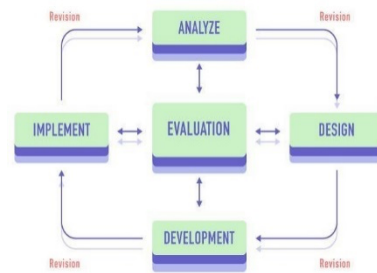 Revision
ANALYZE
Revision
IMPLEMENT
EVALUATION
DESIGN
DEVELOPMENT
Revision
Revision